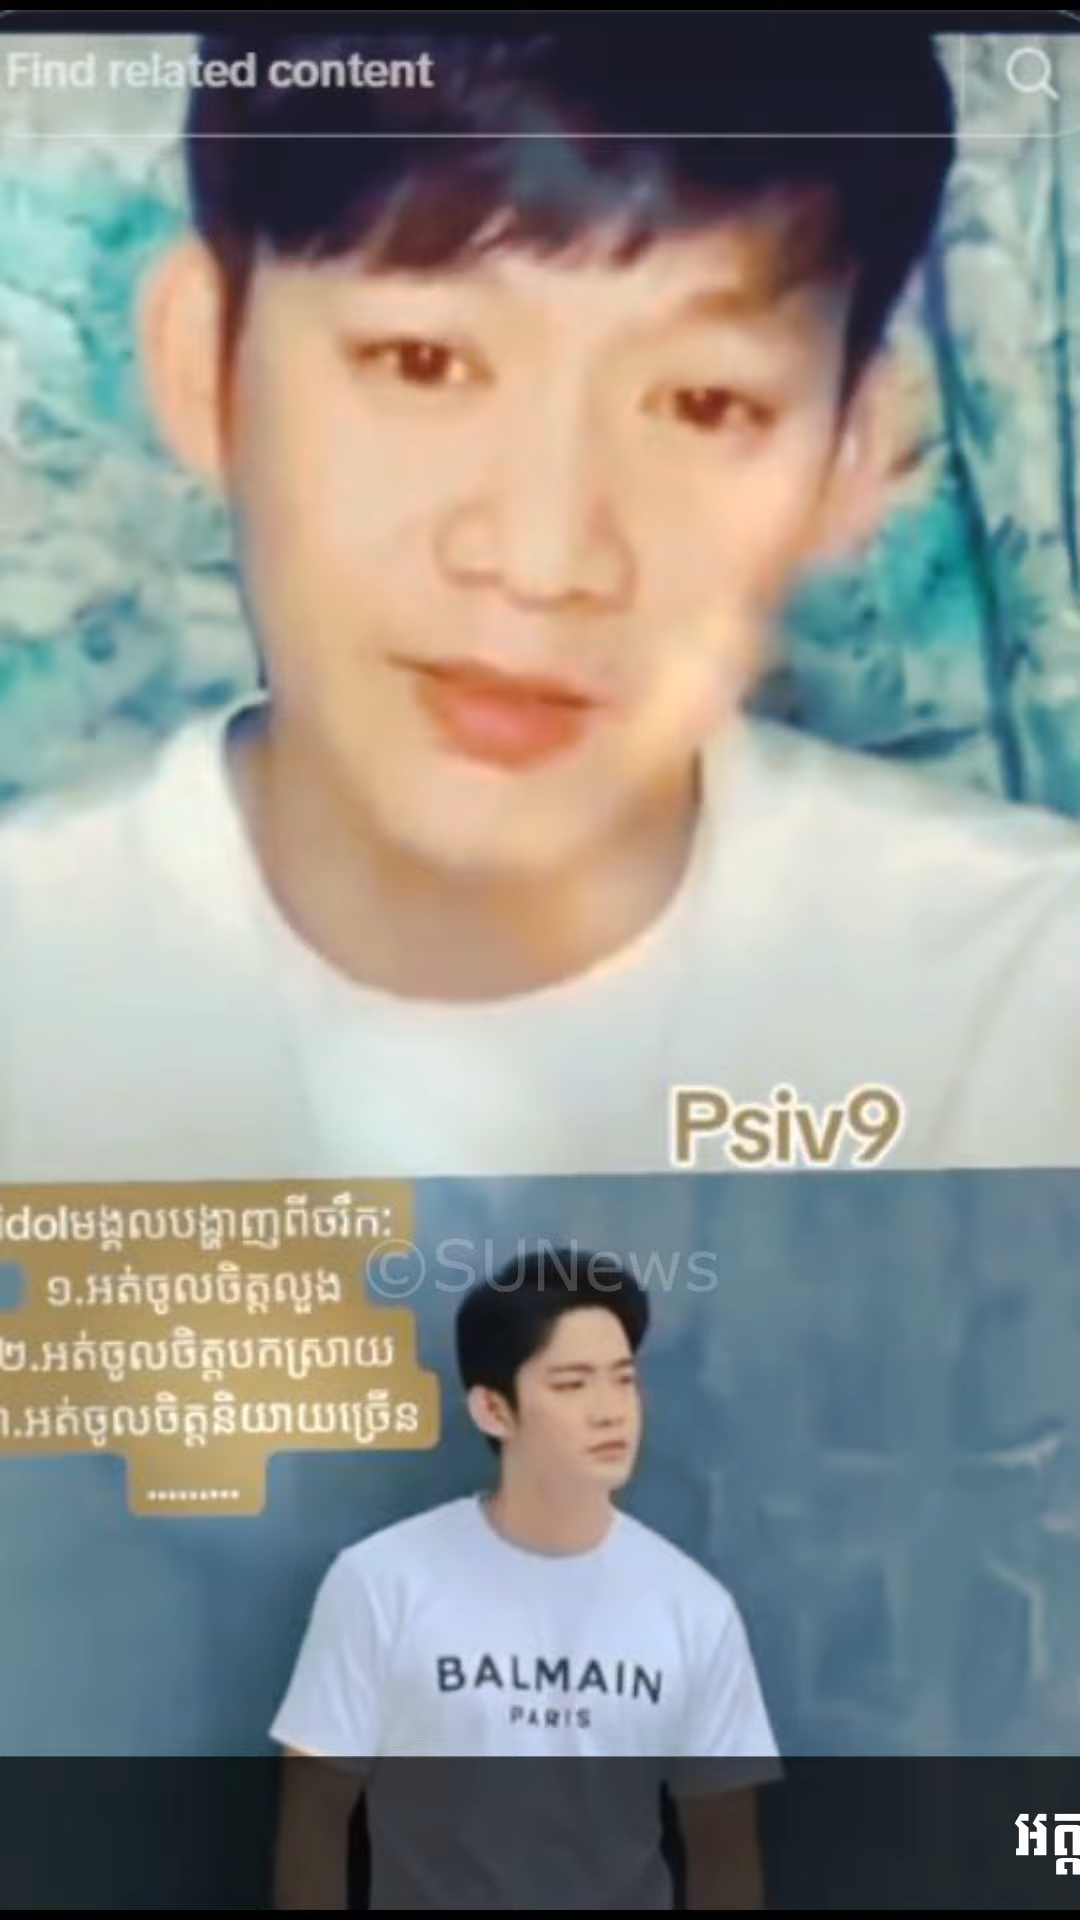 Find related content
Psiv9
idolមង្គលបង្ហាញពីចរឹក:
©SUNews
១.អត់ចូលចិត្តលួង
២.អត់ចូលចិត្តបកស្រាយ
៣.អត់ចូលចិត្តនិយាយច្រើន
.........
BALMAIN
PARIS